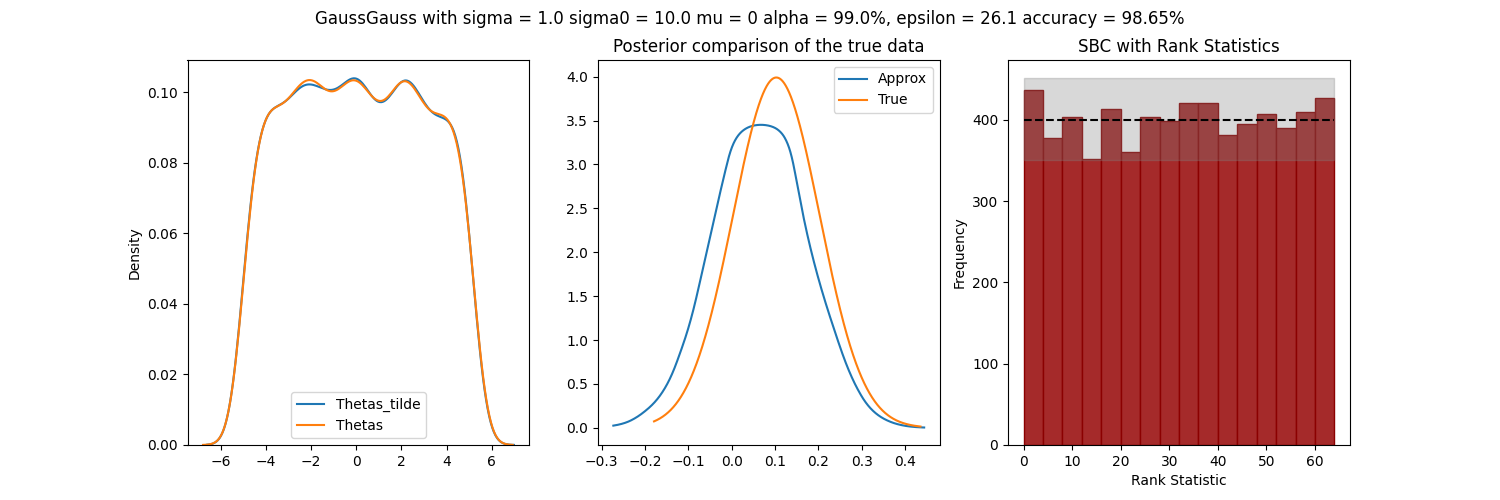 GaussGauss with sigma = 1.0 sigma0 = 10.0 mu = 0 alpha = 99.0%, epsilon = 26.1 accuracy = 98.65%
Density
0.10
0.08
0.06
0.04
0.02
0.00
Thetas_tilde
Thetas
−6 −4 −2 0 2 4 6
Posterior comparison of the true data
4.0
3.5
3.0
2.5
2.0
1.5
1.0
0.5
0.0
Approx
True
−0.3 −0.2 −0.1 0.0 0.1 0.2 0.3 0.4
SBC with Rank Statistics
Frequency
400
300
200
100
0
0 10 20 30 40 50 60
Rank Statistic